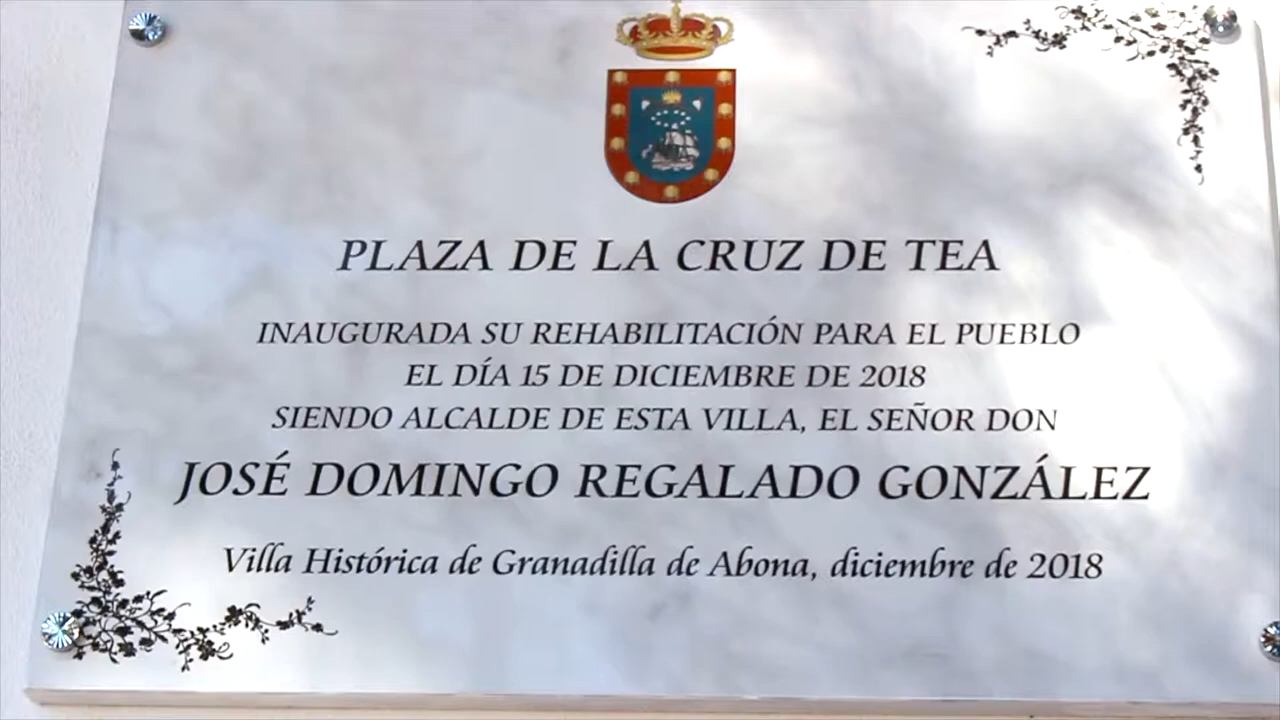 PLAZA DE LA CRUZ DE TEA
INAUGURADA SU REHABILITACIÓN PARA EL PUEBLO
EL DÍA 15 DE DICIEMBRE DE 2018
SIENDO ALCALDE DE ESTA VILLA, EL SEÑOR DON
JOSÉ DOMINGO REGALADO GONZÁLEZ
Villa Histórica de Granadilla de Abona, diciembre de 2018